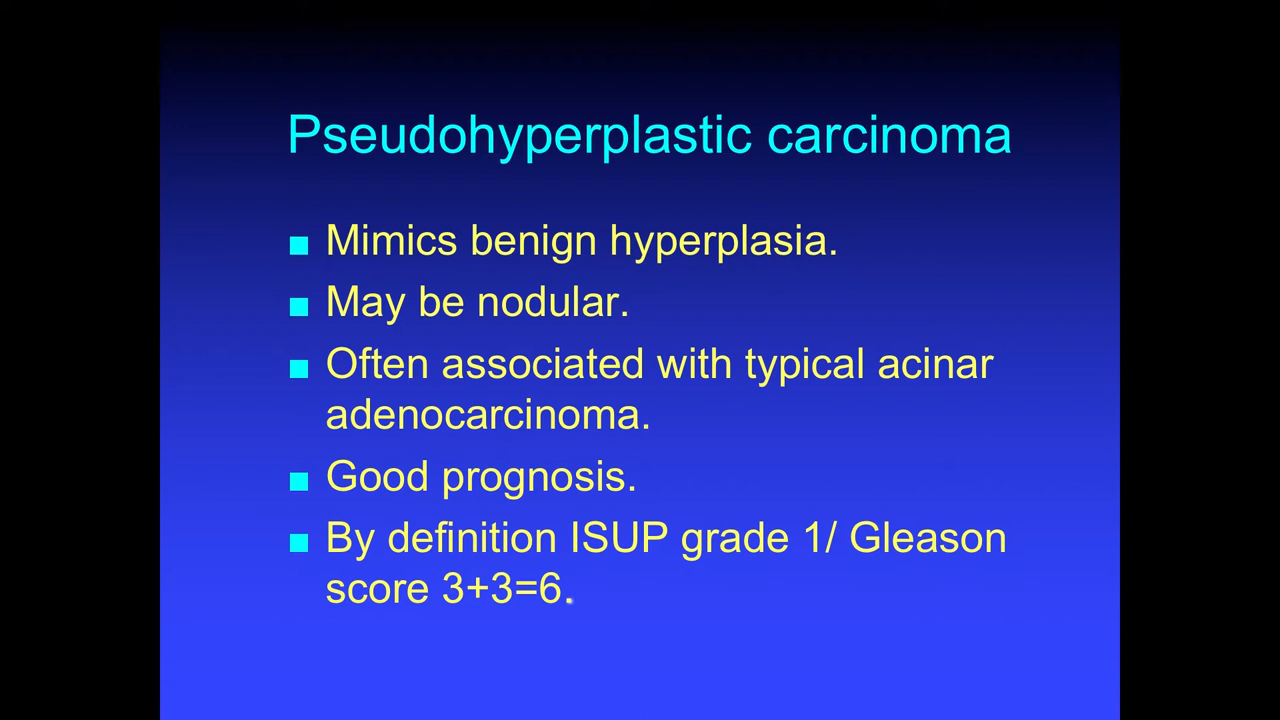 Pseudohyperplastic carcinoma
Mimics benign hyperplasia.
May be nodular.
Often associated with typical acinar
adenocarcinoma.
Good prognosis.
By definition ISUP grade 1/ Gleason
score 3+3=6.